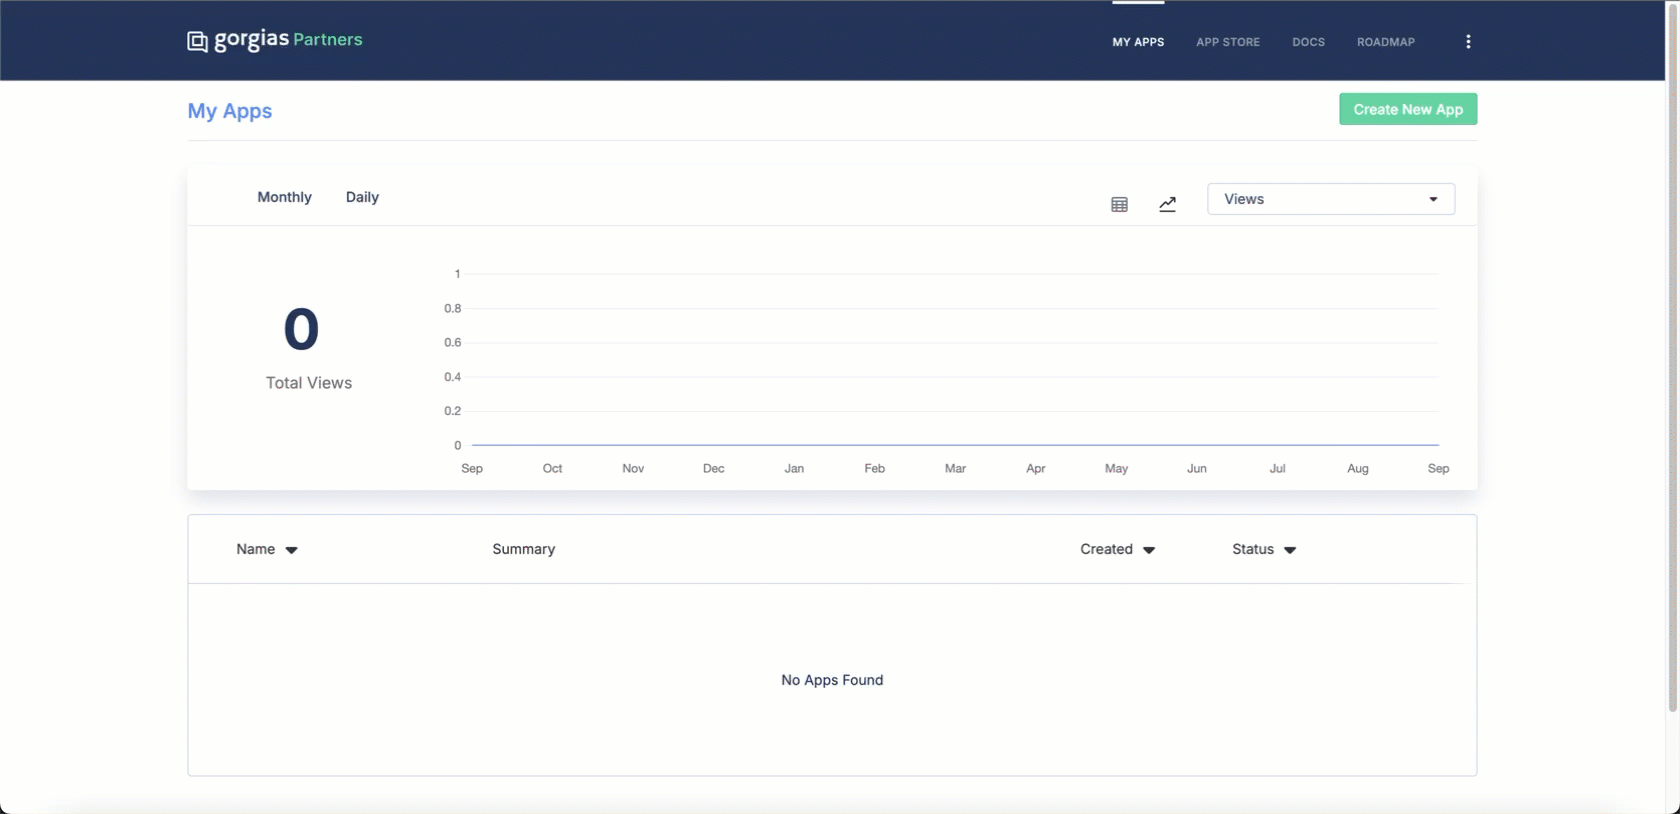 gorgias Partners
MY APPS APP STORE DOCS ROADMAP
My Apps
Create New App
Monthly Daily
Views
0
Total Views
1
0.8
0.6
0.4
0.2
0
Sep Oct Nov Dec Jan Feb Mar Apr May Jun Jul Aug Sep
Name Summary Created Status
No Apps Found